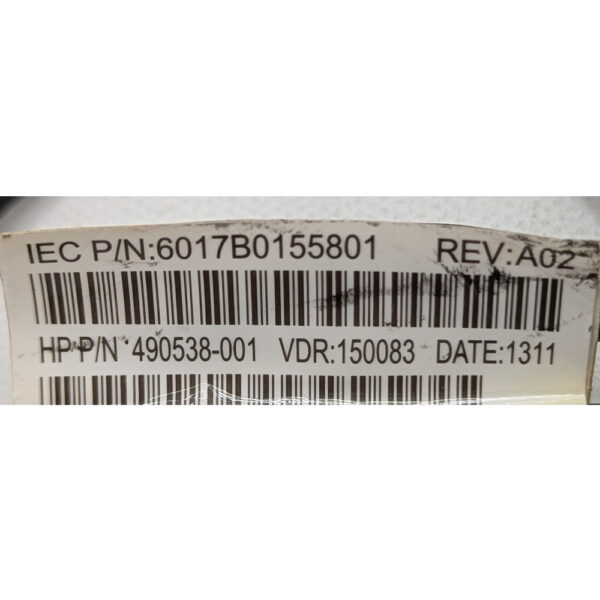 IEC P/N:6017B0155801 REV:A02
HP P/N 490538-001 VDR:150083 DATE:1311